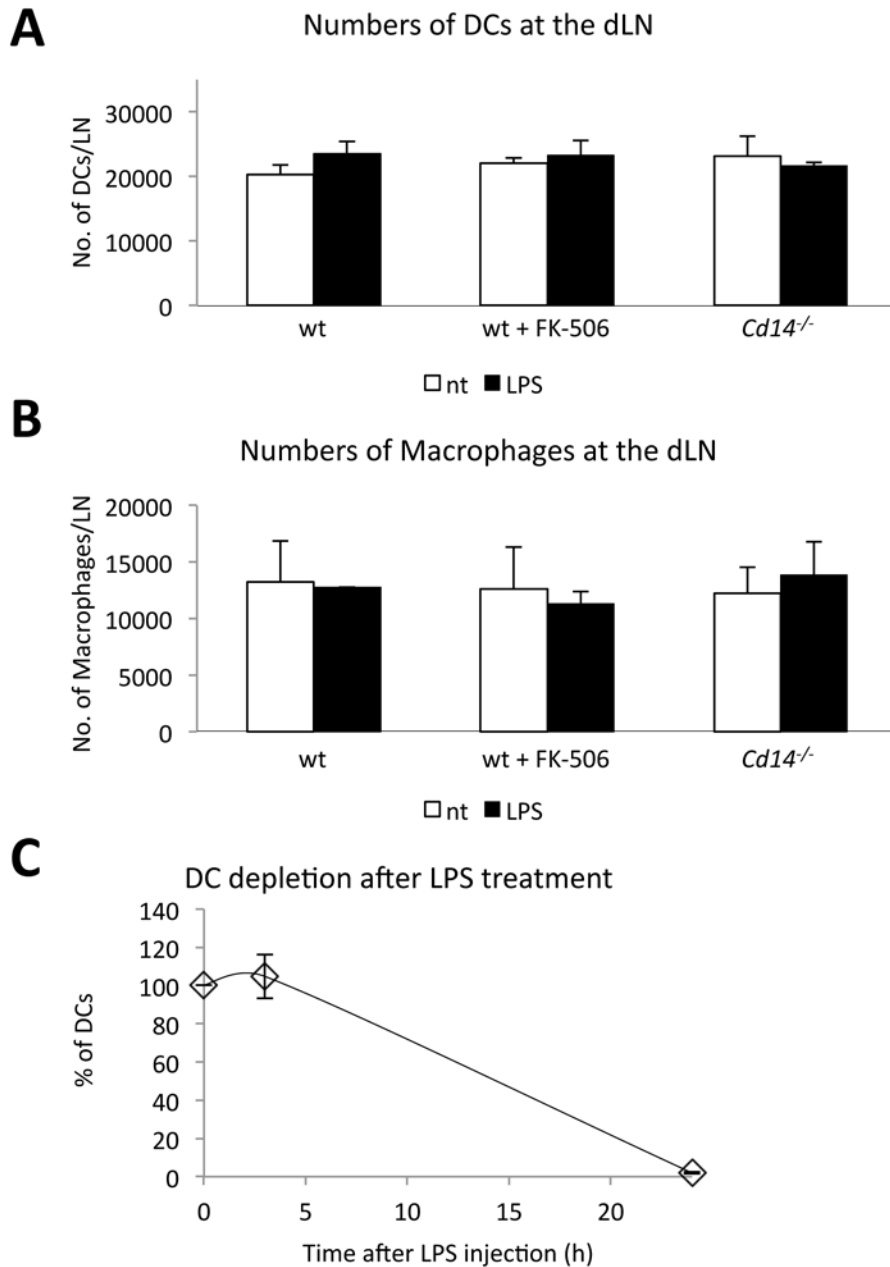 A
Numbers of DCs at the dLN
No. of DCs/LN
30000
20000
10000
0
wt
wt + FK-506
Cd14-/-
nt LPS
B
Numbers of Macrophages at the dLN
No. of Macrophages/LN
20000
15000
10000
5000
0
wt
wt + FK-506
Cd14-/-
nt LPS
C
DC depletion after LPS treatment
% of DCs
140
120
100
80
60
40
20
0
0 5 10 15 20
Time after LPS injection (h)